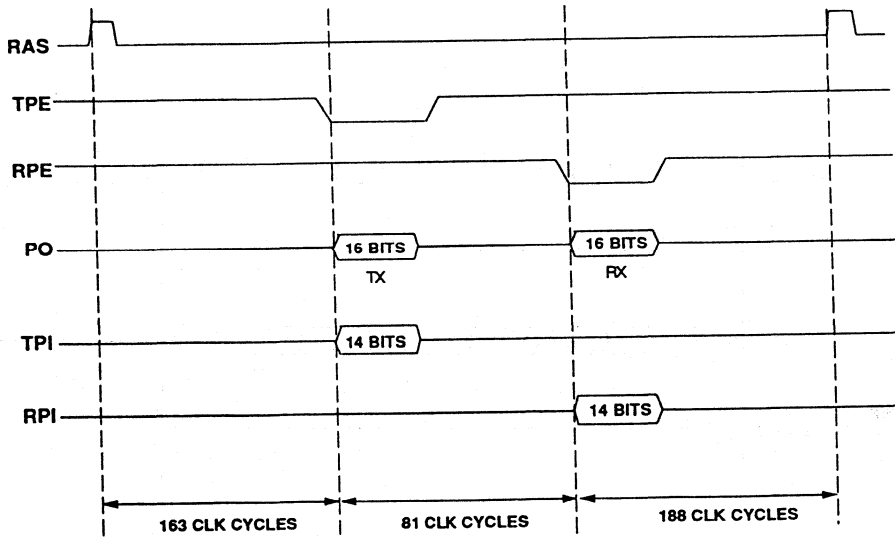 RAS
TPE
RPE
PO 16 BITS 16 BITS
TX RX
TPI 14 BITS
RPI 14 BITS
163 CLK CYCLES 81 CLK CYCLES 188 CLK CYCLES